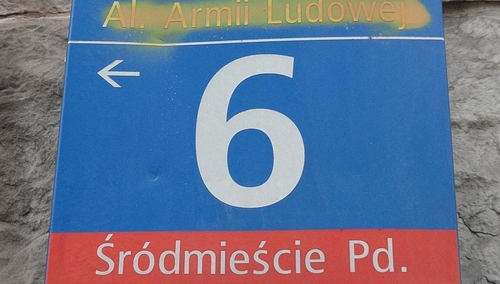 Al. Armii Ludowej
6
Śródmieście Pd.